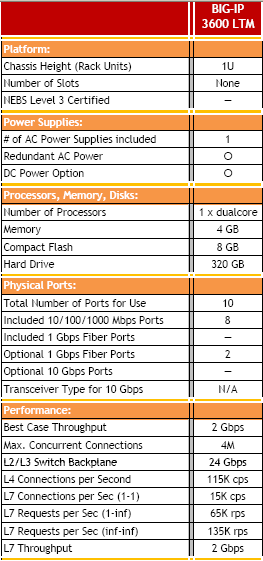 BIG-IP
3600 LTM
Platform:
Chassis Height (Rack Units) 1U
Number of Slots None
NEBS Level 3 Certified —
Power Supplies:
# of AC Power Supplies included 1
Redundant AC Power O
DC Power Option O
Processors, Memory, Disks:
Number of Processors 1 x dualcore
Memory 4 GB
Compact Flash 8 GB
Hard Drive 320 GB
Physical Ports:
Total Number of Ports for Use 10
Included 10/100/1000 Mbps Ports 8
Included 1 Gbps Fiber Ports —
Optional 1 Gbps Fiber Ports 2
Optional 10 Gbps Ports —
Transceiver Type for 10 Gbps N/A
Performance:
Best Case Throughput 2 Gbps
Max. Concurrent Connections 4M
L2/L3 Switch Backplane 24 Gbps
L4 Connections per Second 115K cps
L7 Connections per Sec (1-1) 15K cps
L7 Requests per Sec (1-inf) 65K rps
L7 Requests per Sec (inf-inf) 135K rps
L7 Throughput 2 Gbps